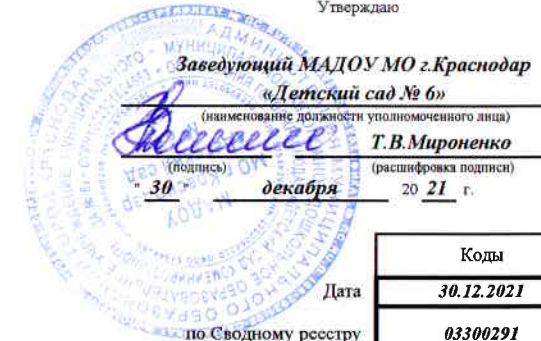 Утверждаю
Заведующий МАДОУ МО г.Краснодар
«Детский сад № 6»
(наименование должности уполномоченного лица)
Т.В.Мироненко
(подпись) (расшифровка подписи)
" 30 " декабря 20 21 г.
Коды
Дата 30.12.2021
по Сводному реестру 03300291